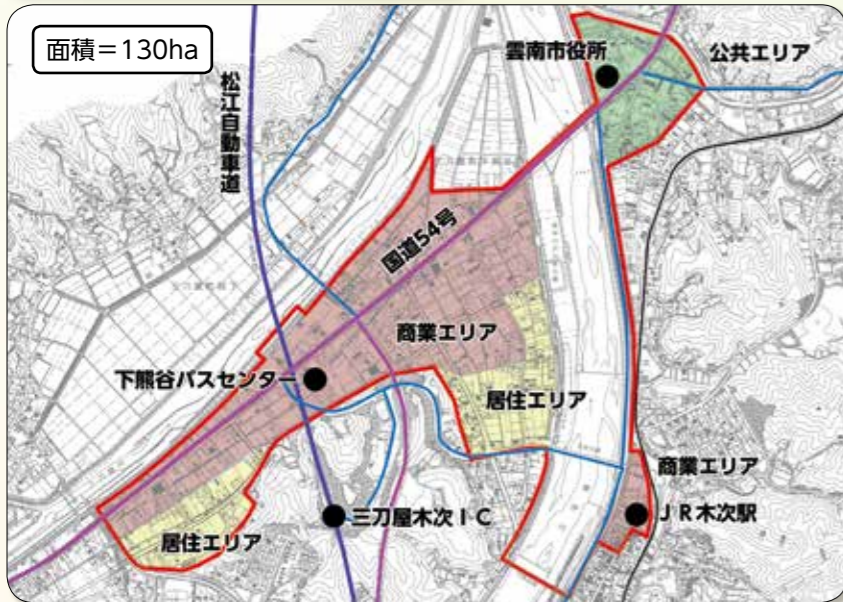 面積＝130ha
雲南市役所
公共エリア
松江自動車道
国道54号
商業エリア
下熊谷バスセンター
居住エリア
商業エリア
三刀屋木次ＩＣ
ＪＲ木次駅
居住エリア